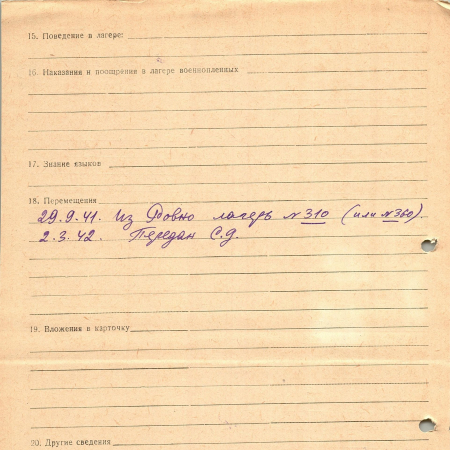 15. Поведение в лагере:
16. Наказания и поощрения в лагере военнопленных
17. Знание языков
18. Перемещения
29.9.41. Из Ровно лагерь №310 (или №360).
2.3.42. Передан С.Д.
19. Вложения в карточку
20. Другие сведения